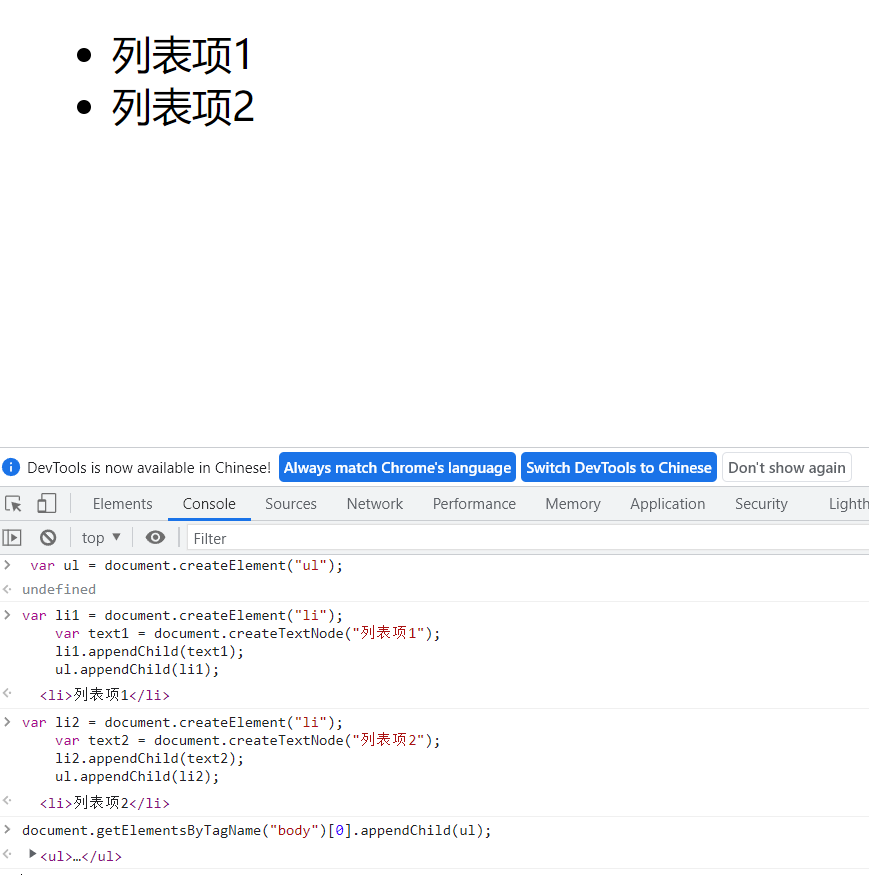 列表项1
列表项2
DevTools is now available in Chinese! Always match Chrome's language Switch DevTools to Chinese Don't show again
Elements Console Sources Network Performance Memory Application Security Lighth
top Filter
var ul = document.createElement("ul");
undefined
var li1 = document.createElement("li");
var text1 = document.createTextNode("列表项1");
li1.appendChild(text1);
ul.appendChild(li1);
<li>列表项1</li>
var li2 = document.createElement("li");
var text2 = document.createTextNode("列表项2");
li2.appendChild(text2);
ul.appendChild(li2);
<li>列表项2</li>
document.getElementsByTagName("body")[0].appendChild(ul);
<ul>…</ul>